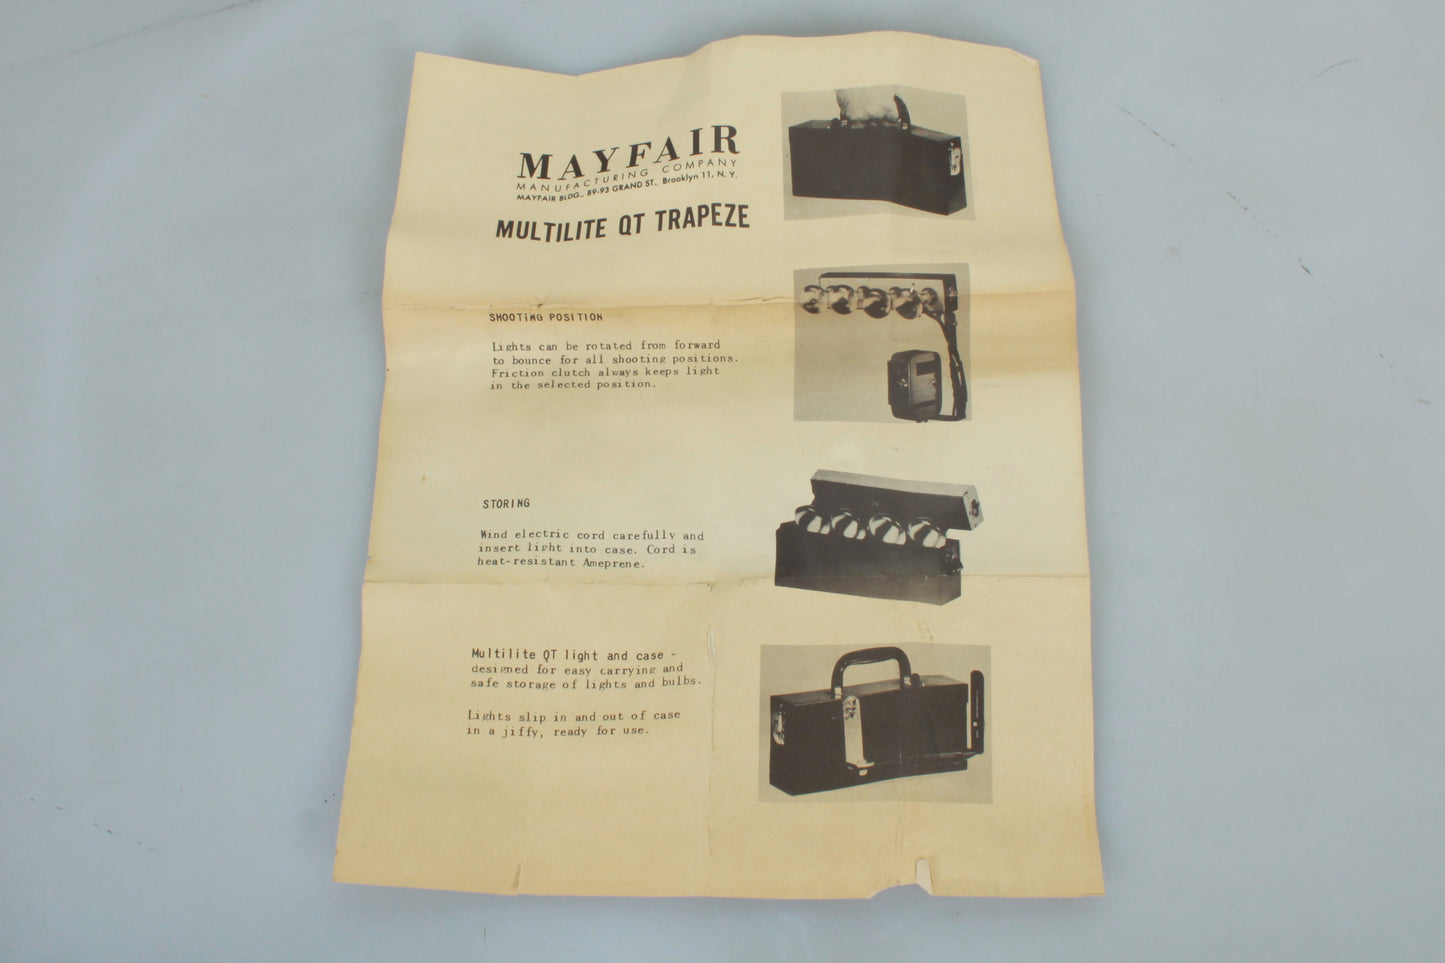 MAYFAIR
MANUFACTURING COMPANY
MAYFAIR BLDG., 89-93 GRAND ST., Brooklyn 11, N. Y.
MULTILITE QT TRAPEZE
SHOOTING POSITION
Lights can be rotated from forward
to bounce for all shooting positions.
Friction clutch always keeps light
in the selected position.
STORING
Wind electric cord carefully and
insert light into case. Cord is
heat-resistant Ameprene.
Multilite QT light and case -
designed for easy carrying and
safe storage of lights and bulbs.
Lights slip in and out of case
in a jiffy, ready for use.